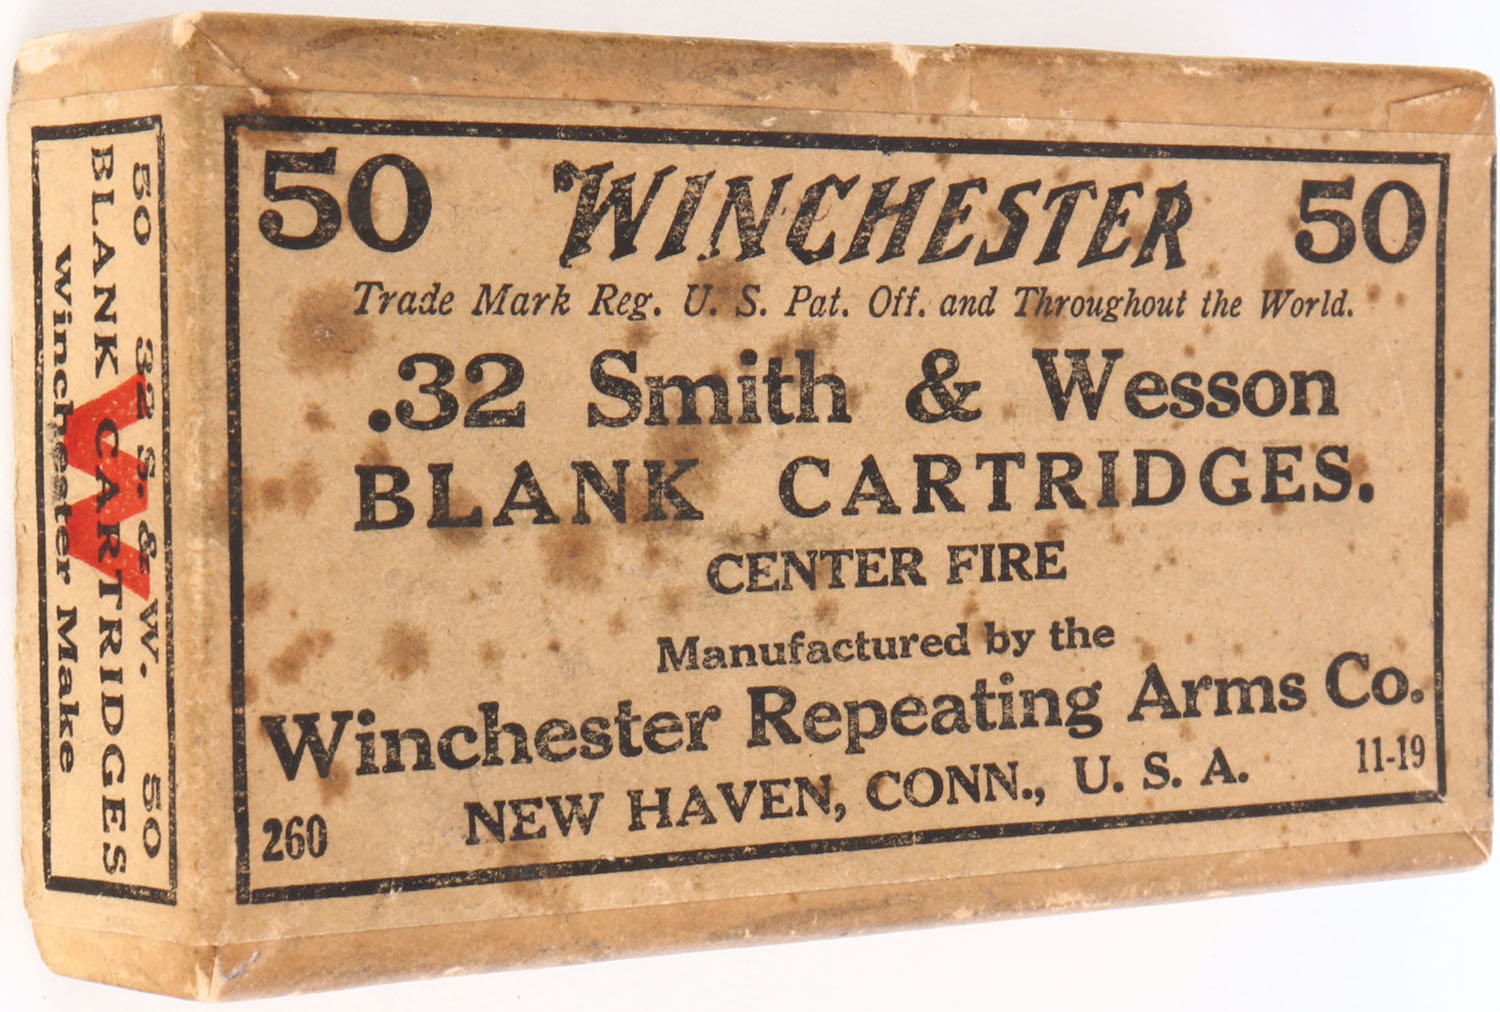 50 WINCHESTER 50
Trade Mark Reg. U. S. Pat. Off. and Throughout the World.
.32 Smith & Wesson
BLANK CARTRIDGES.
CENTER FIRE
Manufactured by the
Winchester Repeating Arms Co.
NEW HAVEN, CONN., U. S. A. 11-19
260
50 32 S. & W. 50
BLANK CARTRIDGES
Winchester Make
W